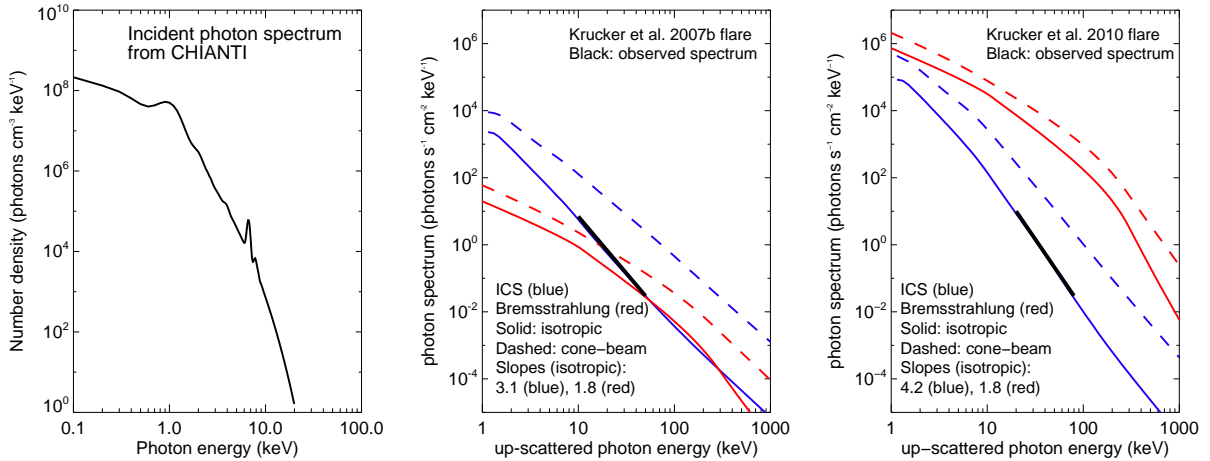 Incident photon spectrum
from CHIANTI
Number density (photons cm⁻³ keV⁻¹)
10¹⁰
10⁸
10⁶
10⁴
10²
10⁰
0.1
1.0
10.0
100.0
Photon energy (keV)
Krucker et al. 2007b flare
Black: observed spectrum
photon spectrum (photons s⁻¹ cm⁻² keV⁻¹)
10⁶
10⁴
10²
10⁰
10⁻²
10⁻⁴
ICS (blue)
Bremsstrahlung (red)
Solid: isotropic
Dashed: cone−beam
Slopes (isotropic):
3.1 (blue), 1.8 (red)
1
10
100
1000
up-scattered photon energy (keV)
Krucker et al. 2010 flare
Black: observed spectrum
photon spectrum (photons s⁻¹ cm⁻² keV⁻¹)
10⁶
10⁴
10²
10⁰
10⁻²
10⁻⁴
ICS (blue)
Bremsstrahlung (red)
Solid: isotropic
Dashed: cone−beam
Slopes (isotropic):
4.2 (blue), 1.8 (red)
1
10
100
1000
up−scattered photon energy (keV)